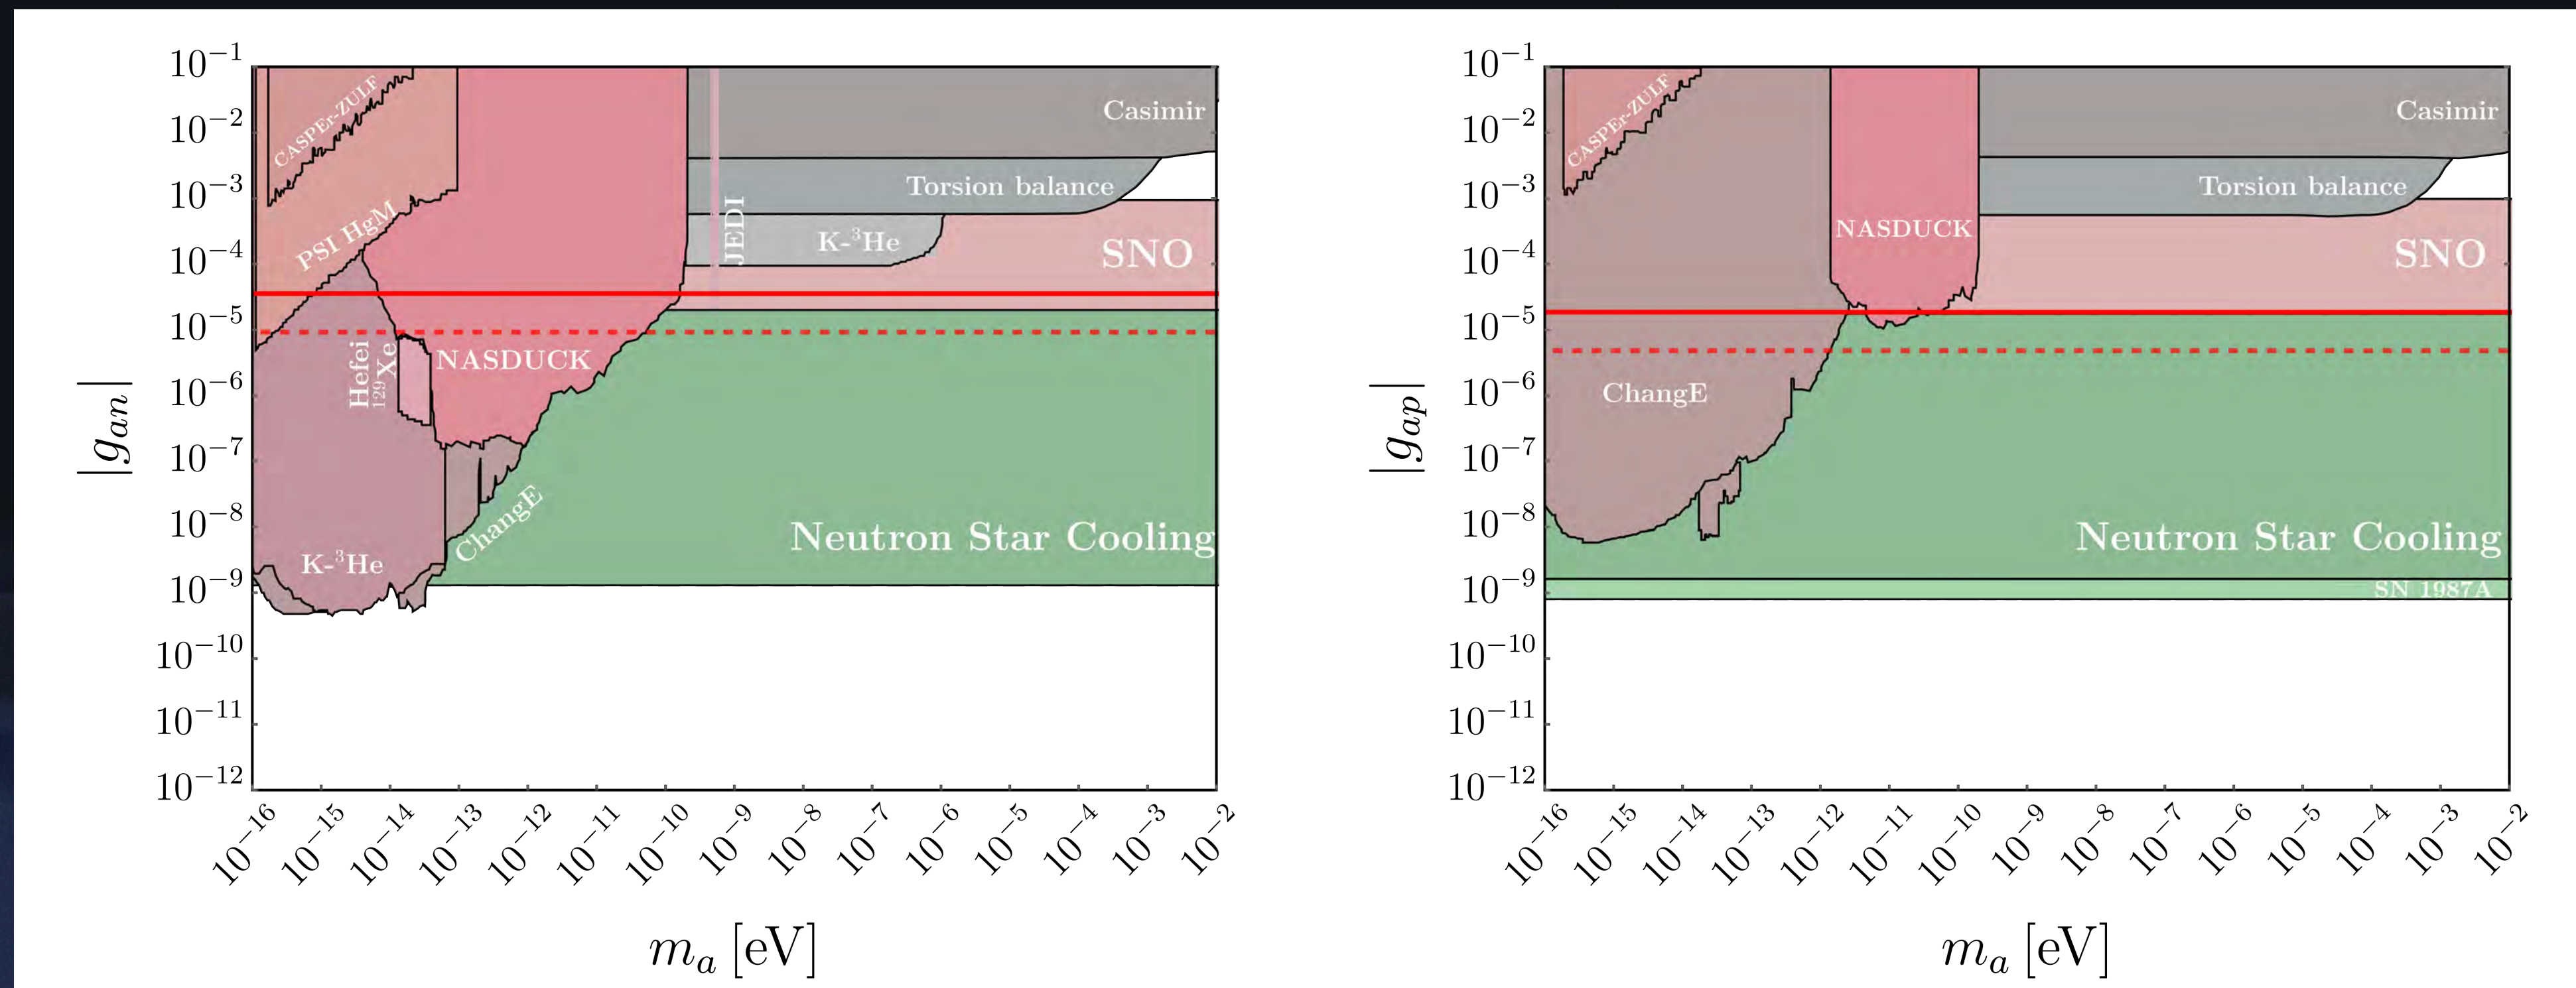 |g_an|
10^−1
10^−2
10^−3
10^−4
10^−5
10^−6
10^−7
10^−8
10^−9
10^−10
10^−11
10^−12
CASPEr-ZULF
PSI HgM
Hefei
^129Xe
NASDUCK
K-^3He
ChangE
JEDI
Casimir
Torsion balance
K-^3He
SNO
Neutron Star Cooling
10^−16
10^−15
10^−14
10^−13
10^−12
10^−11
10^−10
10^−9
10^−8
10^−7
10^−6
10^−5
10^−4
10^−3
10^−2
m_a [eV]
|g_ap|
10^−1
10^−2
10^−3
10^−4
10^−5
10^−6
10^−7
10^−8
10^−9
10^−10
10^−11
10^−12
CASPEr-ZULF
NASDUCK
ChangE
Casimir
Torsion balance
SNO
Neutron Star Cooling
SN 1987A
10^−16
10^−15
10^−14
10^−13
10^−12
10^−11
10^−10
10^−9
10^−8
10^−7
10^−6
10^−5
10^−4
10^−3
10^−2
m_a [eV]